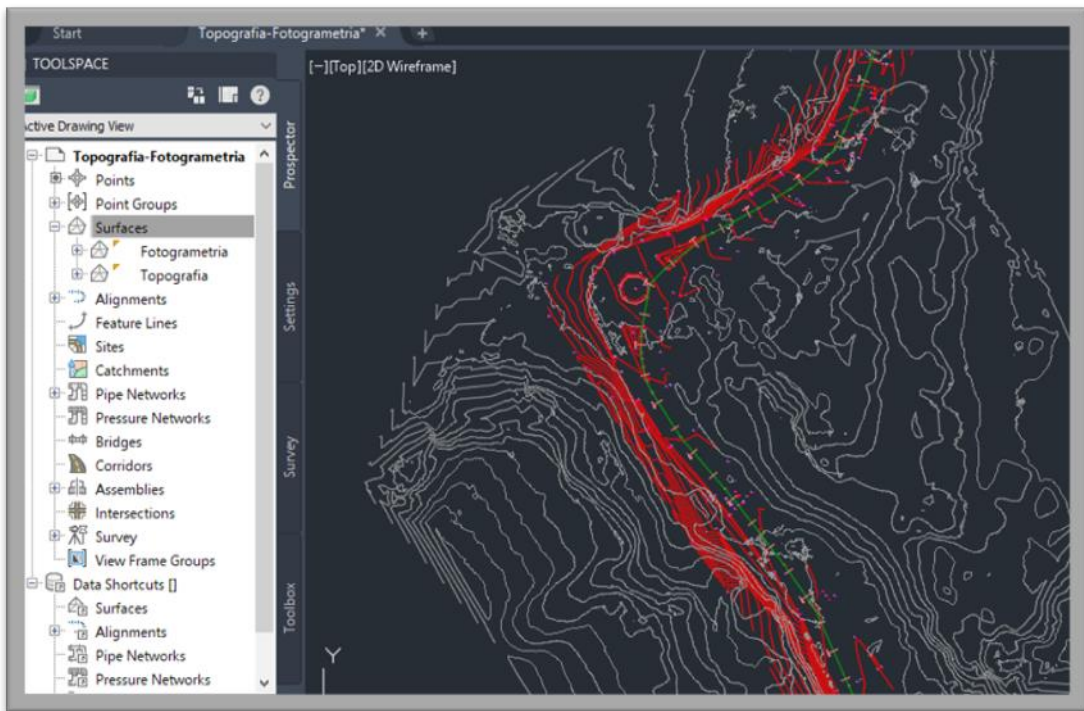 Start
Topografia-Fotogrametria*
TOOLSPACE
[−][Top][2D Wireframe]
Active Drawing View
Topografia-Fotogrametria
Points
Point Groups
Surfaces
Fotogrametria
Topografia
Alignments
Feature Lines
Sites
Catchments
Pipe Networks
Pressure Networks
Bridges
Corridors
Assemblies
Intersections
Survey
View Frame Groups
Data Shortcuts []
Surfaces
Alignments
Pipe Networks
Pressure Networks
Prospector
Settings
Survey
Toolbox
Y